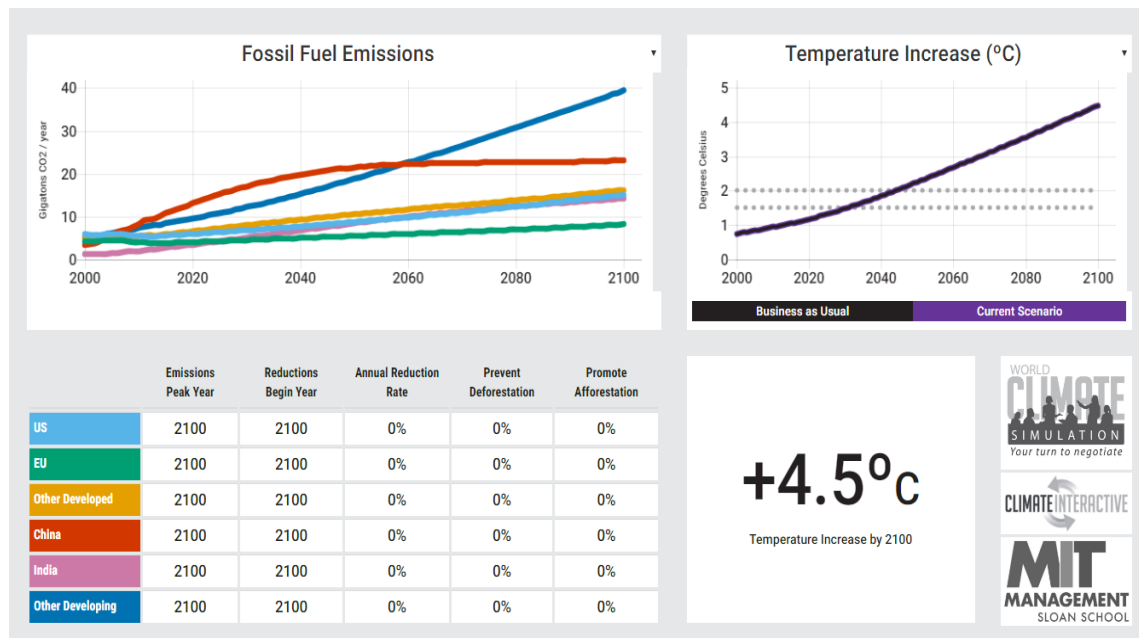 Fossil Fuel Emissions
Gigatons CO2 / year
40
30
20
10
0
2000 2020 2040 2060 2080 2100
Temperature Increase (ºC)
Degrees Celsius
5
4
3
2
1
0
2000 2020 2040 2060 2080 2100
Business as Usual Current Scenario
Emissions Reductions Annual Reduction Prevent Promote
Peak Year Begin Year Rate Deforestation Afforestation
US 2100 2100 0% 0% 0%
EU 2100 2100 0% 0% 0%
Other Developed 2100 2100 0% 0% 0%
China 2100 2100 0% 0% 0%
India 2100 2100 0% 0% 0%
Other Developing 2100 2100 0% 0% 0%
+4.5ºC
Temperature Increase by 2100
WORLD
CLIMATE
SIMULATION
Your turn to negotiate
CLIMATE INTERACTIVE
MIT
MANAGEMENT
SLOAN SCHOOL